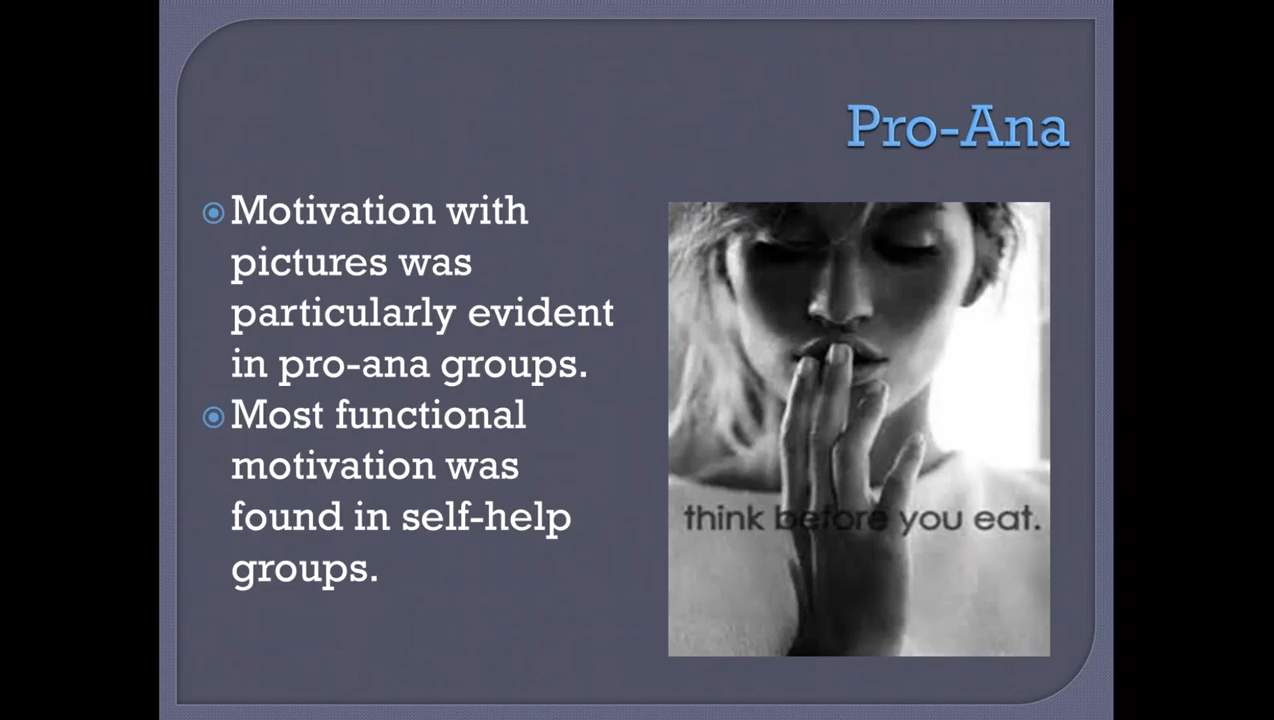 Pro-Ana
Motivation with
pictures was
particularly evident
in pro-ana groups.
Most functional
motivation was
found in self-help
groups.
think before you eat.